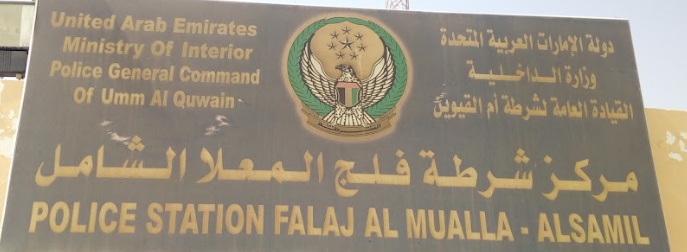 United Arab Emirates
Ministry Of Interior
Police General Command
Of Umm Al Quwain
دولة الإمارات العربية المتحدة
وزارة الداخلية
القيادة العامة لشرطة أم القيوين
مركز شرطة فلج المعلا الشامل
POLICE STATION FALAJ AL MUALLA - ALSAMIL